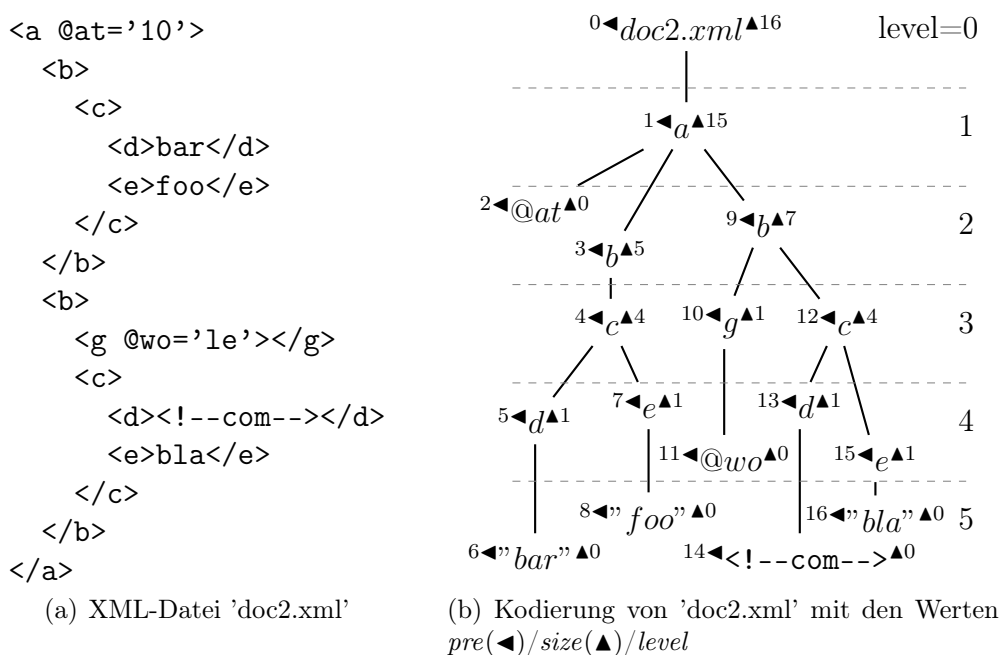 <a @at='10'>
  <b>
    <c>
      <d>bar</d>
      <e>foo</e>
    </c>
  </b>
  <b>
    <g @wo='le'></g>
    <c>
      <d><!--com--></d>
      <e>bla</e>
    </c>
  </b>
</a>
(a) XML-Datei 'doc2.xml'
0◀doc2.xml▲16 level=0
1◀a▲15 1
2◀@at▲0 9◀b▲7 2
3◀b▲5
4◀c▲4 10◀g▲1 12◀c▲4 3
5◀d▲1 7◀e▲1 13◀d▲1 4
11◀@wo▲0 15◀e▲1
8◀”foo”▲0 16◀”bla”▲0 5
6◀”bar”▲0 14◀<!--com-->▲0
(b) Kodierung von 'doc2.xml' mit den Werten
pre(◀)/size(▲)/level